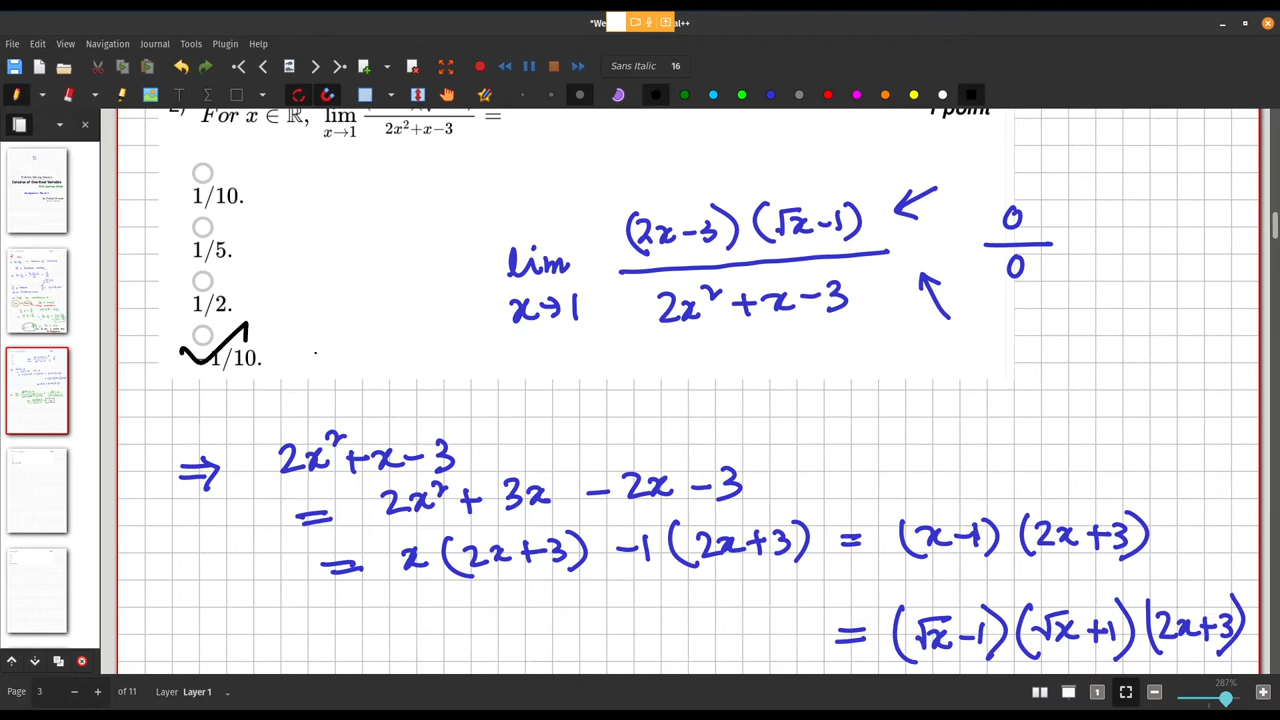 *We al++
File Edit View Navigation Journal Tools Plugin Help
Sans Italic 16
For x ∈ ℝ, lim x→1 / 2x²+x−3 =
1 point
1/10.
1/5.
1/2.
−1/10.
lim x→1 (2x−3)(√x−1) / 2x²+x−3
0/0
⇒ 2x²+x−3
= 2x² + 3x − 2x − 3
= x(2x+3) −1(2x+3) = (x−1)(2x+3)
= (√x−1)(√x+1)(2x+3)
Page 3 of 11 Layer Layer 1
287%